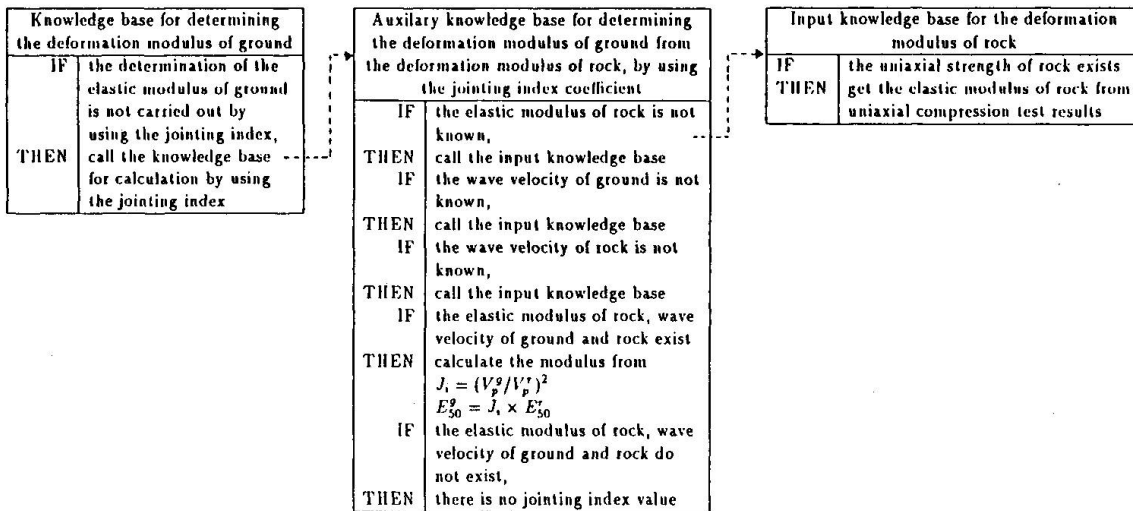 Knowledge base for determining
the deformation modulus of ground
IF the determination of the
elastic modulus of ground
is not carried out by
using the jointing index,
THEN call the knowledge base
for calculation by using
the jointing index
Auxilary knowledge base for determining
the deformation modulus of ground from
the deformation modulus of rock, by using
the jointing index coefficient
IF the elastic modulus of rock is not
known,
THEN call the input knowledge base
IF the wave velocity of ground is not
known,
THEN call the input knowledge base
IF the wave velocity of rock is not
known,
THEN call the input knowledge base
IF the elastic modulus of rock, wave
velocity of ground and rock exist
THEN calculate the modulus from
J_i = (V_p^g/V_p^r)^2
E_50^g = J_i × E_50^r
IF the elastic modulus of rock, wave
velocity of ground and rock do
not exist,
THEN there is no jointing index value
Input knowledge base for the deformation
modulus of rock
IF the uniaxial strength of rock exists
THEN get the elastic modulus of rock from
uniaxial compression test results